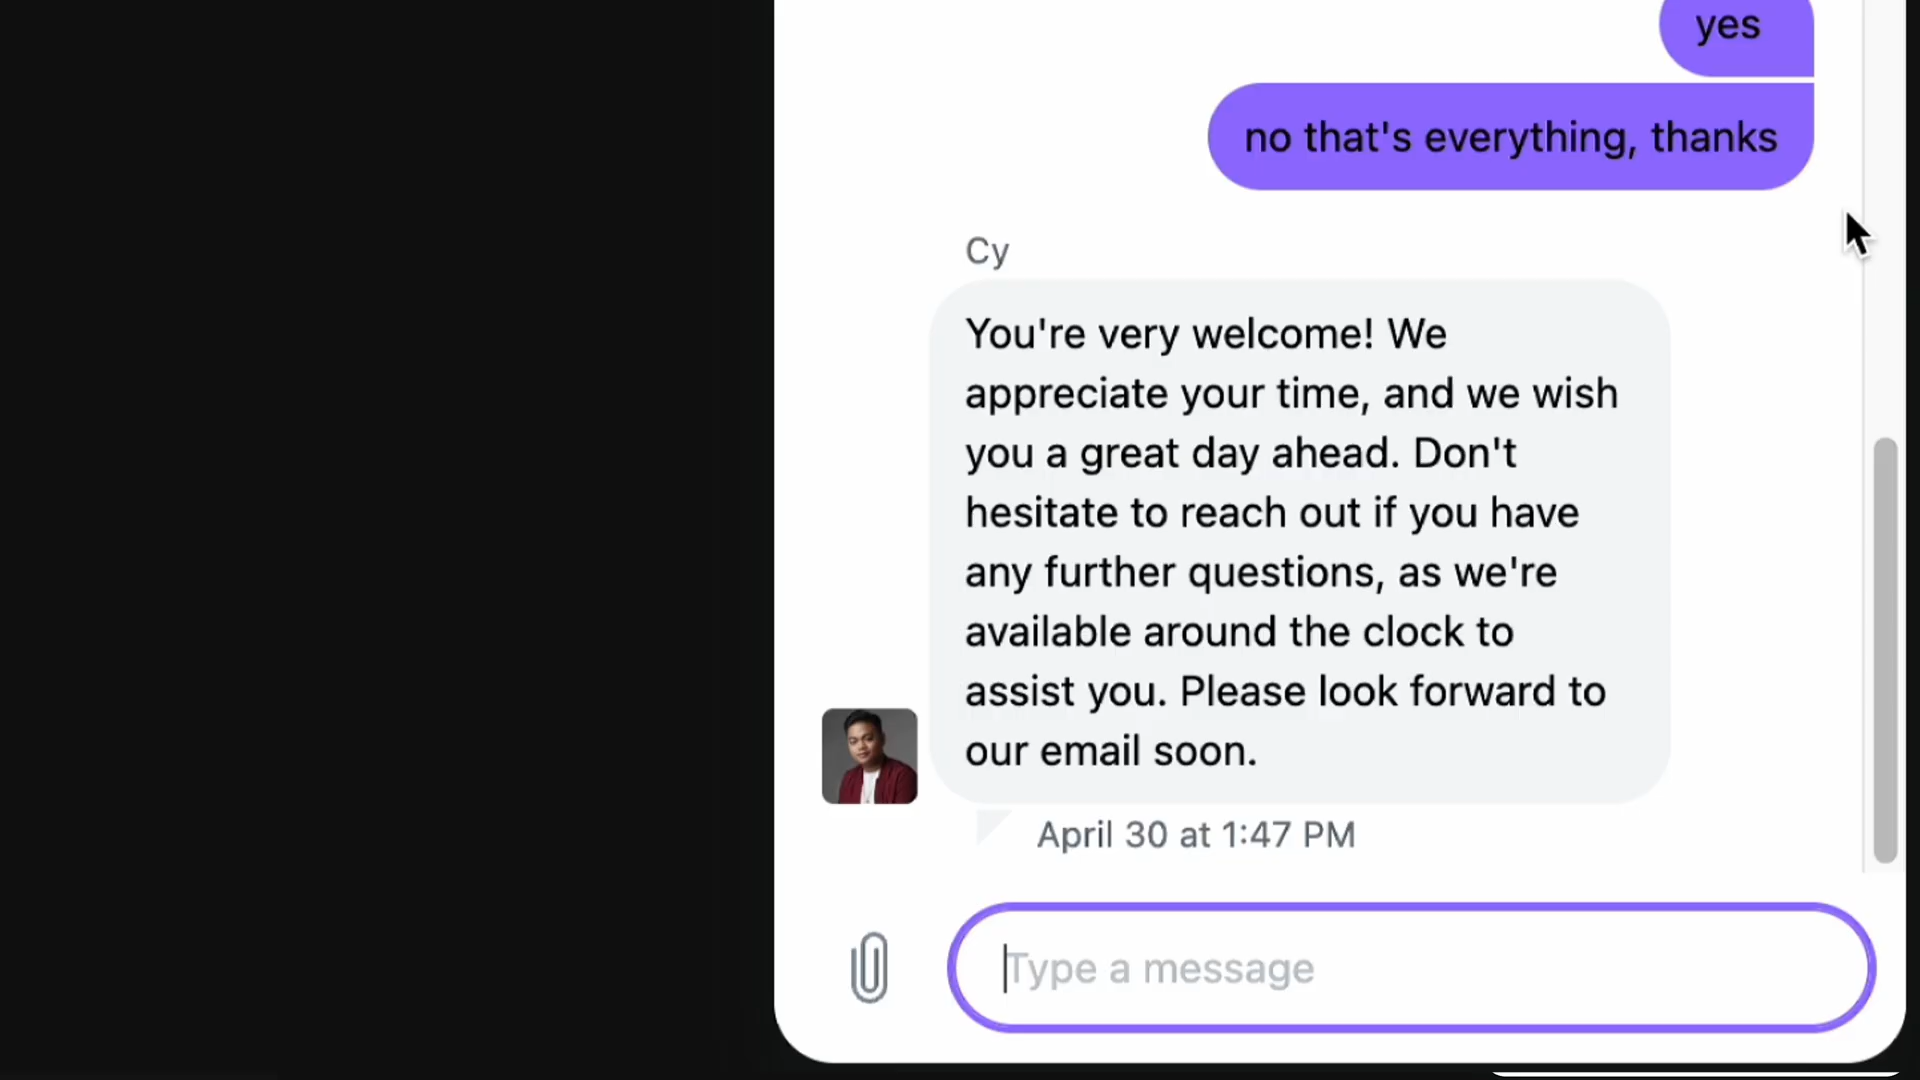 yes
no that's everything, thanks
Cy
You're very welcome! We
appreciate your time, and we wish
you a great day ahead. Don't
hesitate to reach out if you have
any further questions, as we're
available around the clock to
assist you. Please look forward to
our email soon.
April 30 at 1:47 PM
Type a message